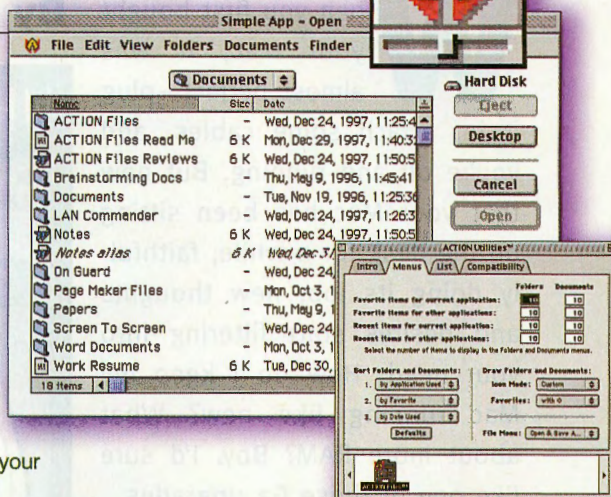 Simple App - Open
File Edit View Folders Documents Finder
Documents
Hard Disk
Name Size Date
ACTION Files - Wed, Dec 24, 1997, 11:25:4
ACTION Files Read Me 6 K Mon, Dec 29, 1997, 11:40:3
ACTION Files Reviews 6 K Wed, Dec 24, 1997, 11:50:5
Brainstorming Docs - Thu, May 9, 1996, 11:45:41
Documents - Tue, Nov 19, 1996, 11:25:36
LAN Commander - Wed, Dec 24, 1997, 11:26:3
Notes 6 K Wed, Dec 24, 1997, 11:50:5
Notes alias 6 K Wed, Dec 31
On Guard - Wed, Dec 24
Page Maker Files - Mon, Oct 3, 1
Papers - Thu, May 9, 1
Screen To Screen - Wed, Dec 24
Word Documents - Mon, Oct 3, 1
Work Resume 6 K Tue, Dec 30,
18 items
Eject
Desktop
Cancel
Open
ACTION Utilities™
Intro Menus List Compatibility
Folders Documents
Favorite items for current application: 10 10
Favorite items for other applications: 10 10
Recent items for current application: 10 10
Recent items for other applications: 10 10
Select the number of items to display in the Folders and Documents menus.
Sort Folders and Documents:
1. by Application Used
2. by Favorite
3. by Date Used
Defaults
Draw Folders and Documents:
Icon Mode: Custom
Favorites: with
File Menu: Open & Save A...
ACTION Files
your